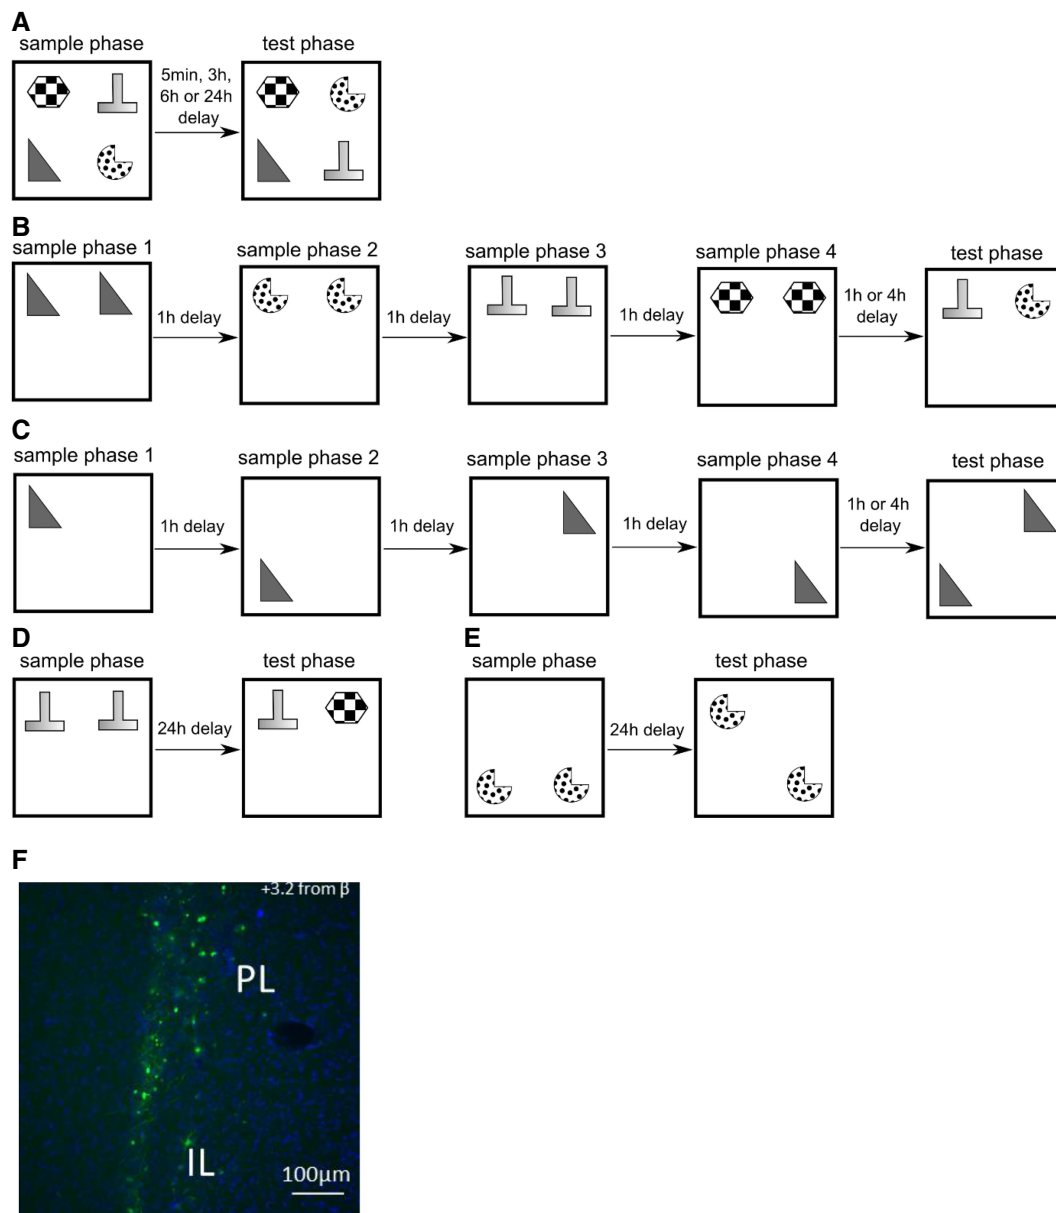 A
sample phase
test phase
5min, 3h,
6h or 24h
delay
B
sample phase 1
sample phase 2
sample phase 3
sample phase 4
test phase
1h delay
1h delay
1h delay
1h or 4h
delay
C
sample phase 1
sample phase 2
sample phase 3
sample phase 4
test phase
1h delay
1h delay
1h delay
1h or 4h
delay
D
sample phase
test phase
24h delay
E
sample phase
test phase
24h delay
F
+3.2 from β
PL
IL
100μm